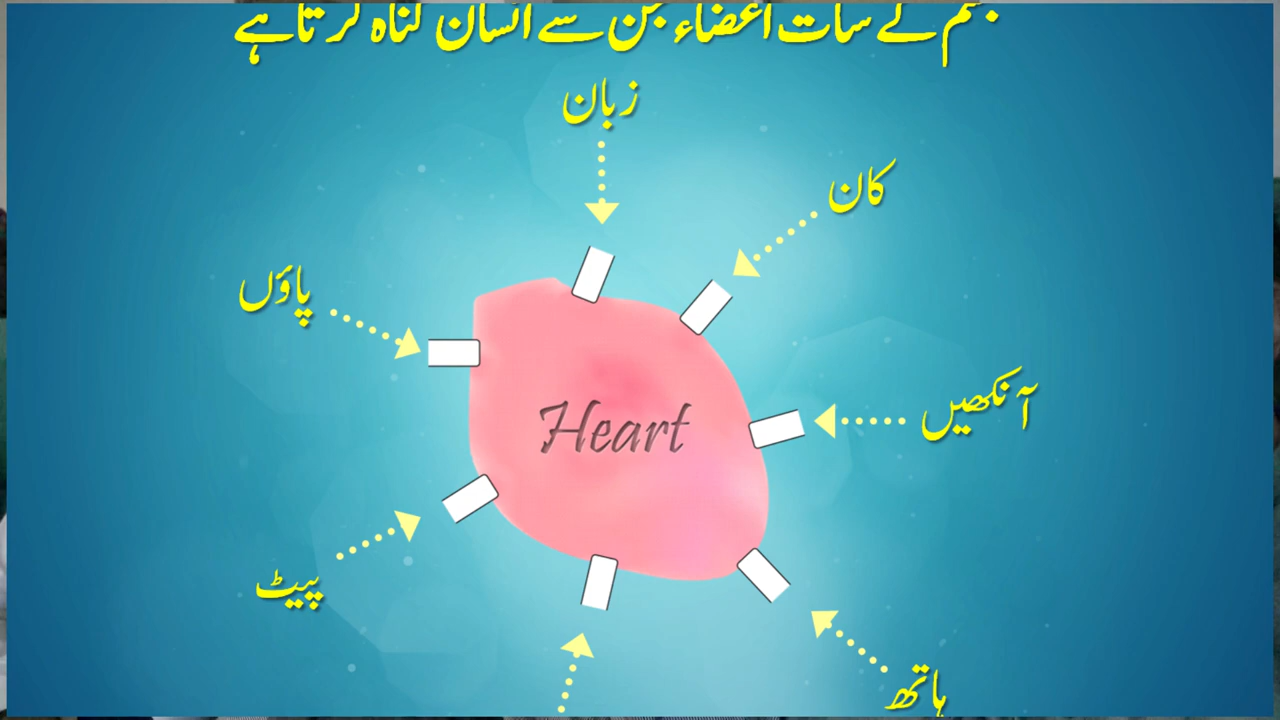 جسم کے سات اعضاء جن سے انسان گناہ کرتا ہے
زبان
کان
پاؤں
آنکھیں
Heart
پیٹ
ہاتھ